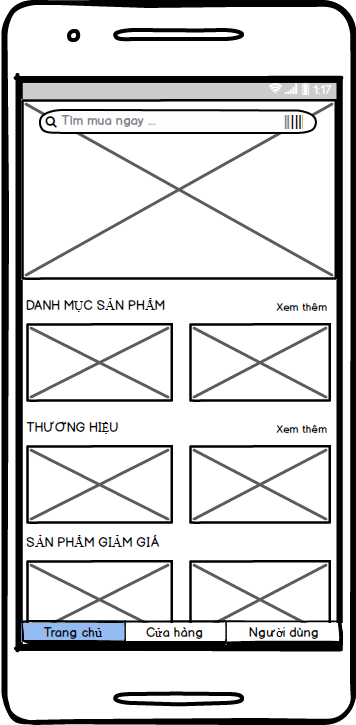 1:17
Tìm mua ngay ...
DANH MỤC SẢN PHẨM
Xem thêm
THƯƠNG HIỆU
Xem thêm
SẢN PHẨM GIẢM GIÁ
Trang chủ
Cửa hàng
Người dùng